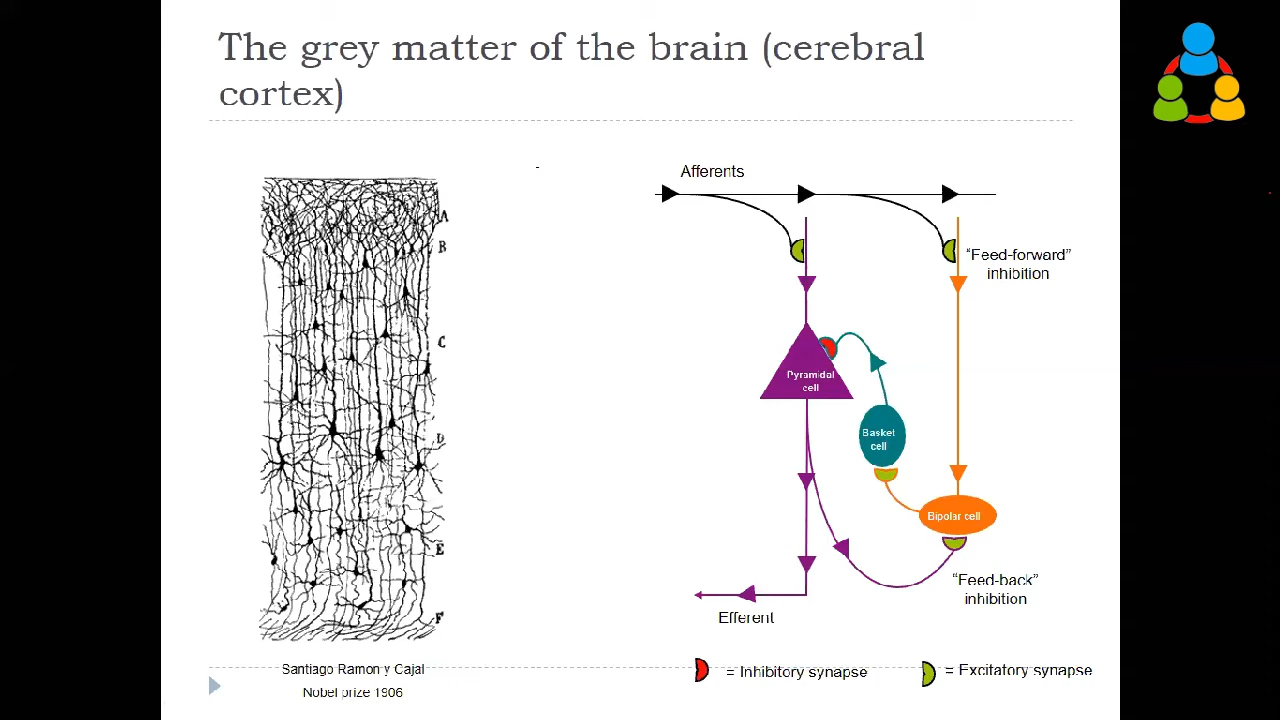 The grey matter of the brain (cerebral
cortex)
Afferents
A
B
"Feed-forward"
inhibition
C
Pyramidal
cell
Basket
cell
D
Bipolar cell
E
"Feed-back"
inhibition
F
Efferent
Santiago Ramon y Cajal
Nobel prize 1906
= Inhibitory synapse
= Excitatory synapse